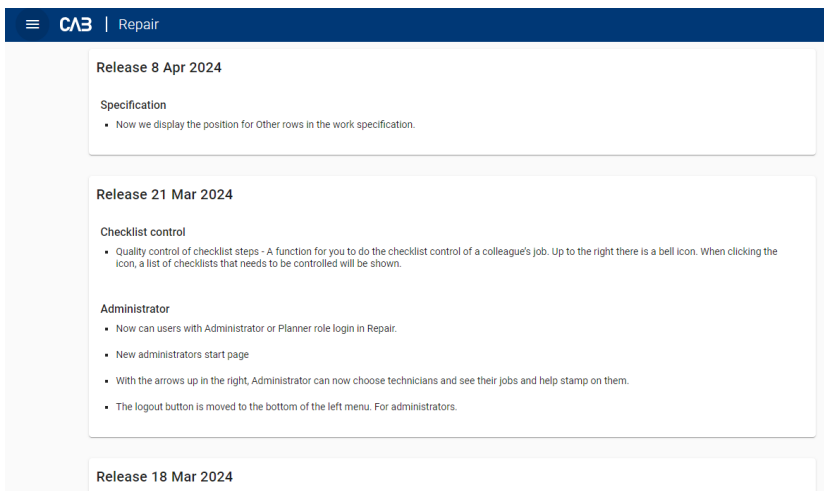 CAB | Repair
Release 8 Apr 2024
Specification
▪ Now we display the position for Other rows in the work specification.
Release 21 Mar 2024
Checklist control
▪ Quality control of checklist steps - A function for you to do the checklist control of a colleague's job. Up to the right there is a bell icon. When clicking the
icon, a list of checklists that needs to be controlled will be shown.
Administrator
▪ Now can users with Administrator or Planner role login in Repair.
▪ New administrators start page
▪ With the arrows up in the right, Administrator can now choose technicians and see their jobs and help stamp on them.
▪ The logout button is moved to the bottom of the left menu. For administrators.
Release 18 Mar 2024